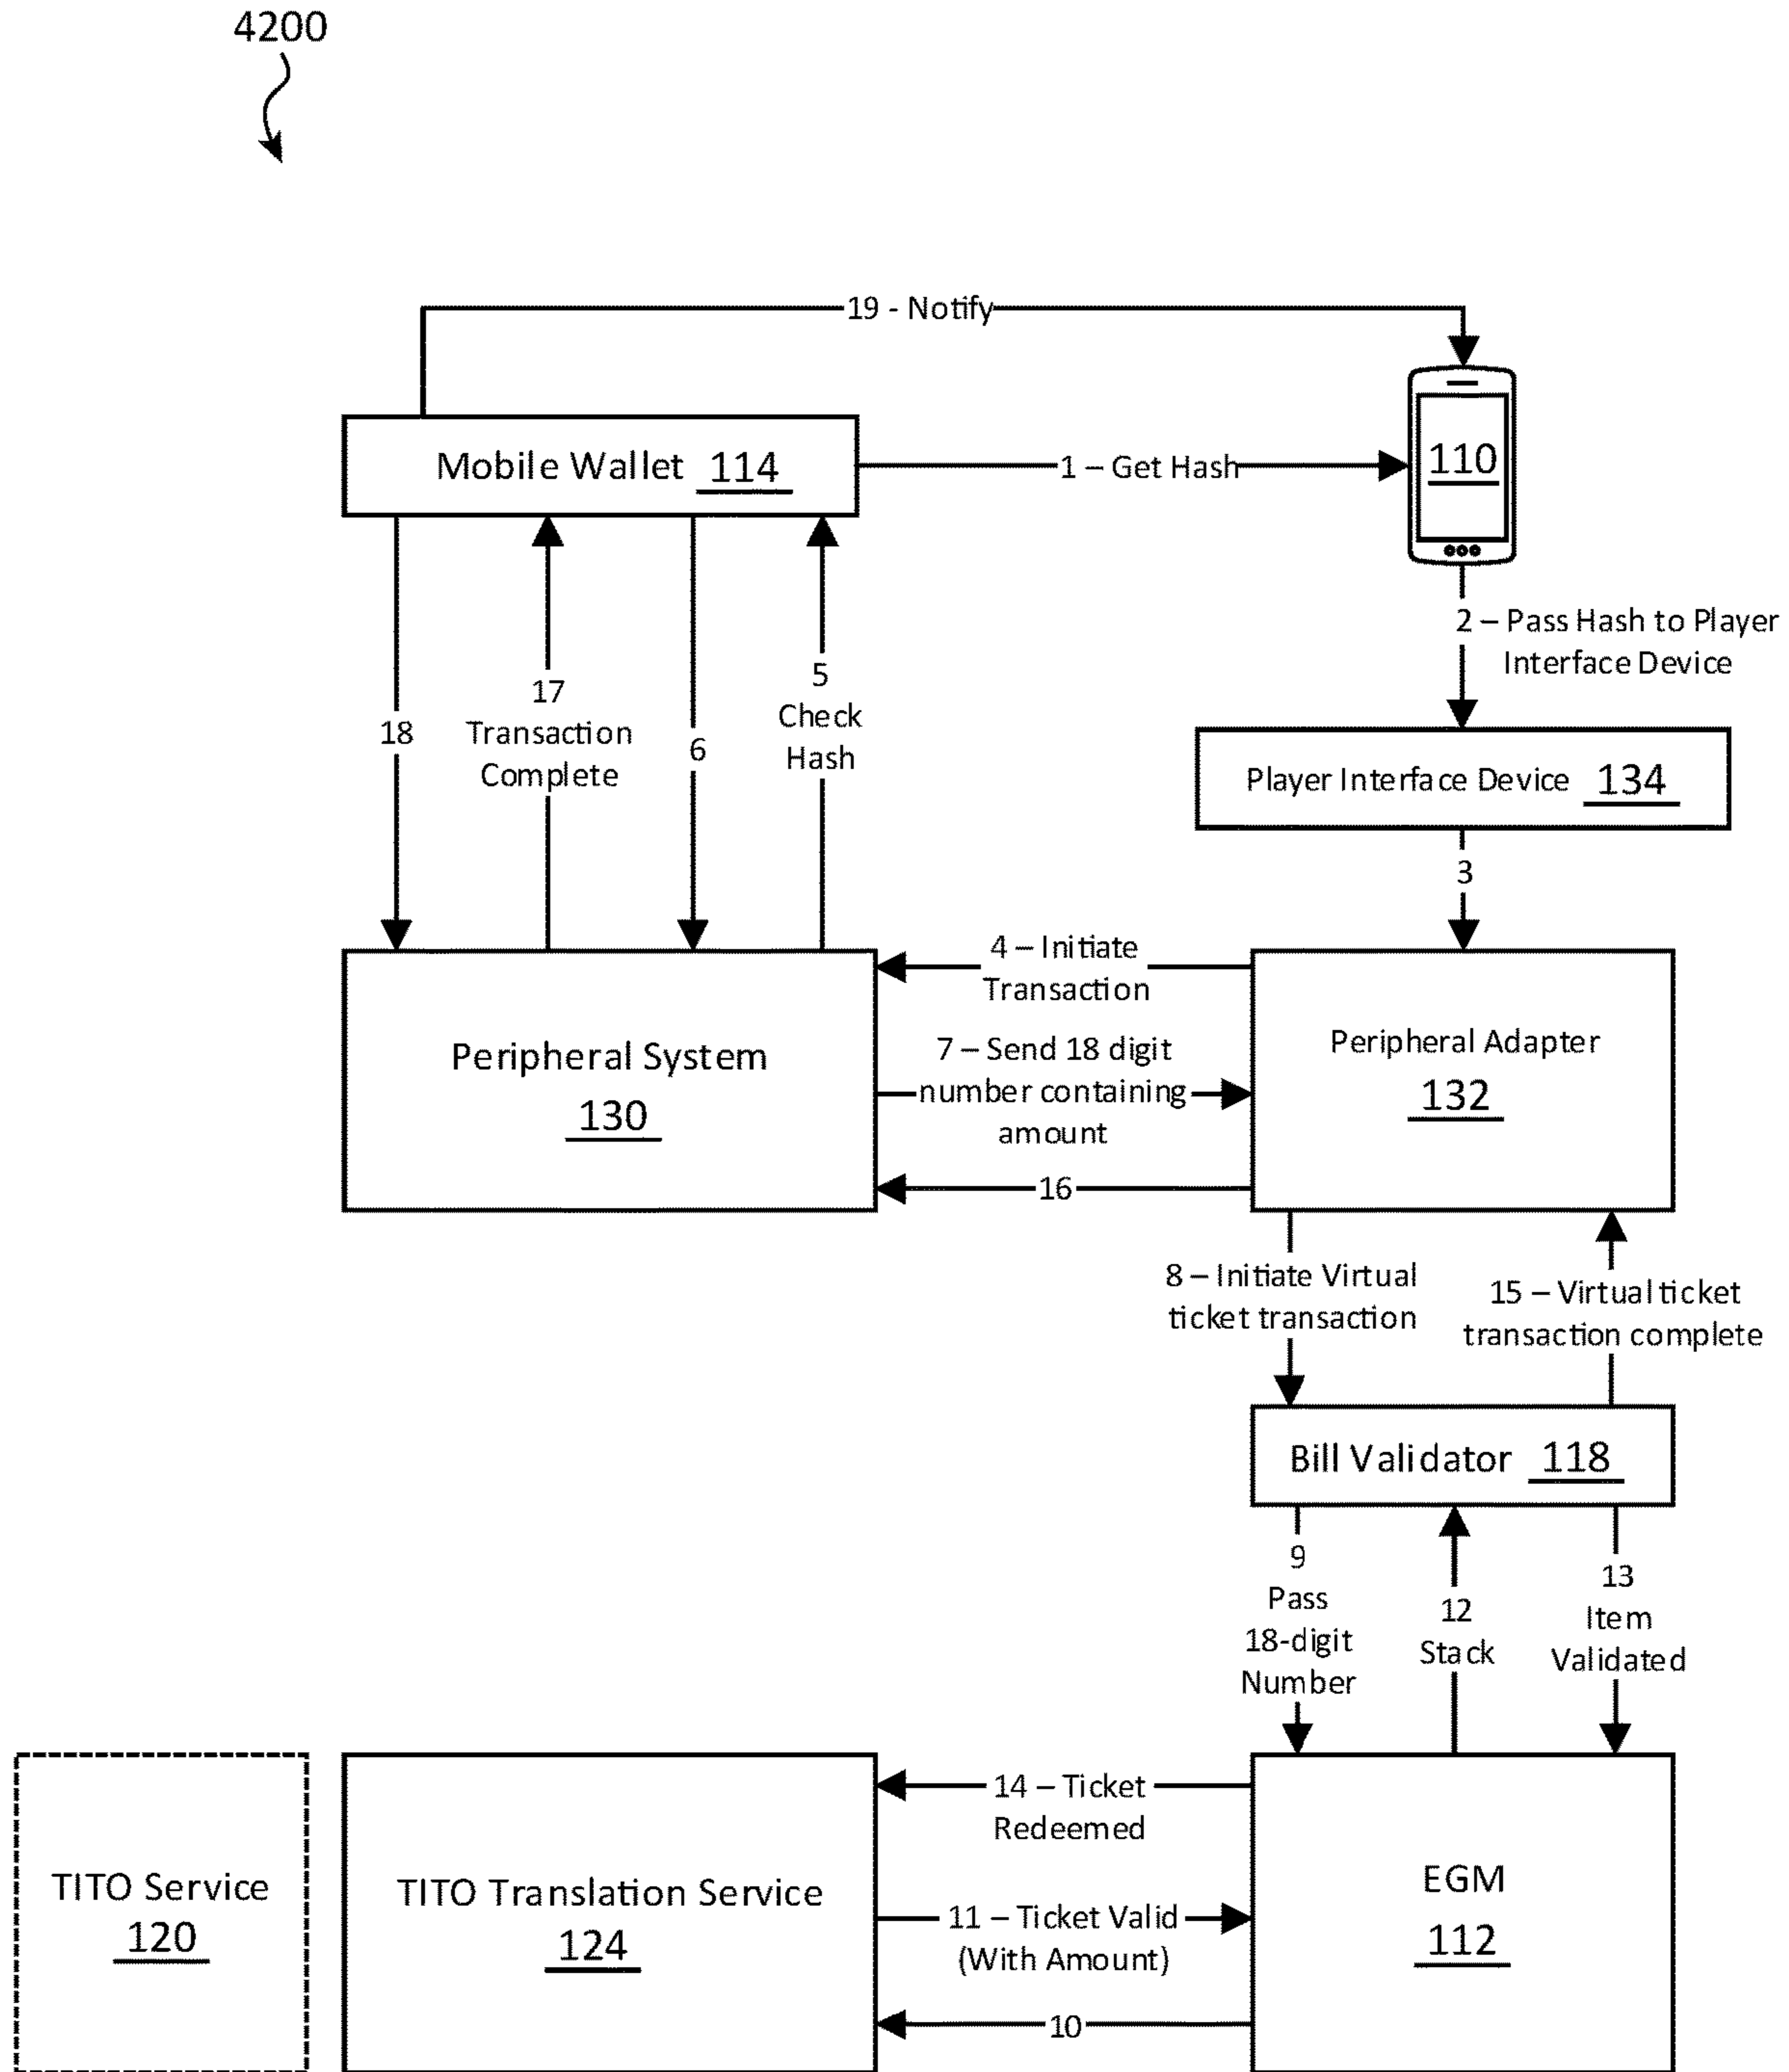 4200
19 - Notify
Mobile Wallet 114
1 – Get Hash
110
2 – Pass Hash to Player
Interface Device
18
17
Transaction
Complete
6
5
Check
Hash
Player Interface Device 134
3
Peripheral System
130
4 – Initiate
Transaction
7 – Send 18 digit
number containing
amount
16
Peripheral Adapter
132
8 – Initiate Virtual
ticket transaction
15 – Virtual ticket
transaction complete
Bill Validator 118
9
Pass
18-digit
Number
12
Stack
13
Item
Validated
TITO Service
120
TITO Translation Service
124
14 – Ticket
Redeemed
11 – Ticket Valid
(With Amount)
10
EGM
112